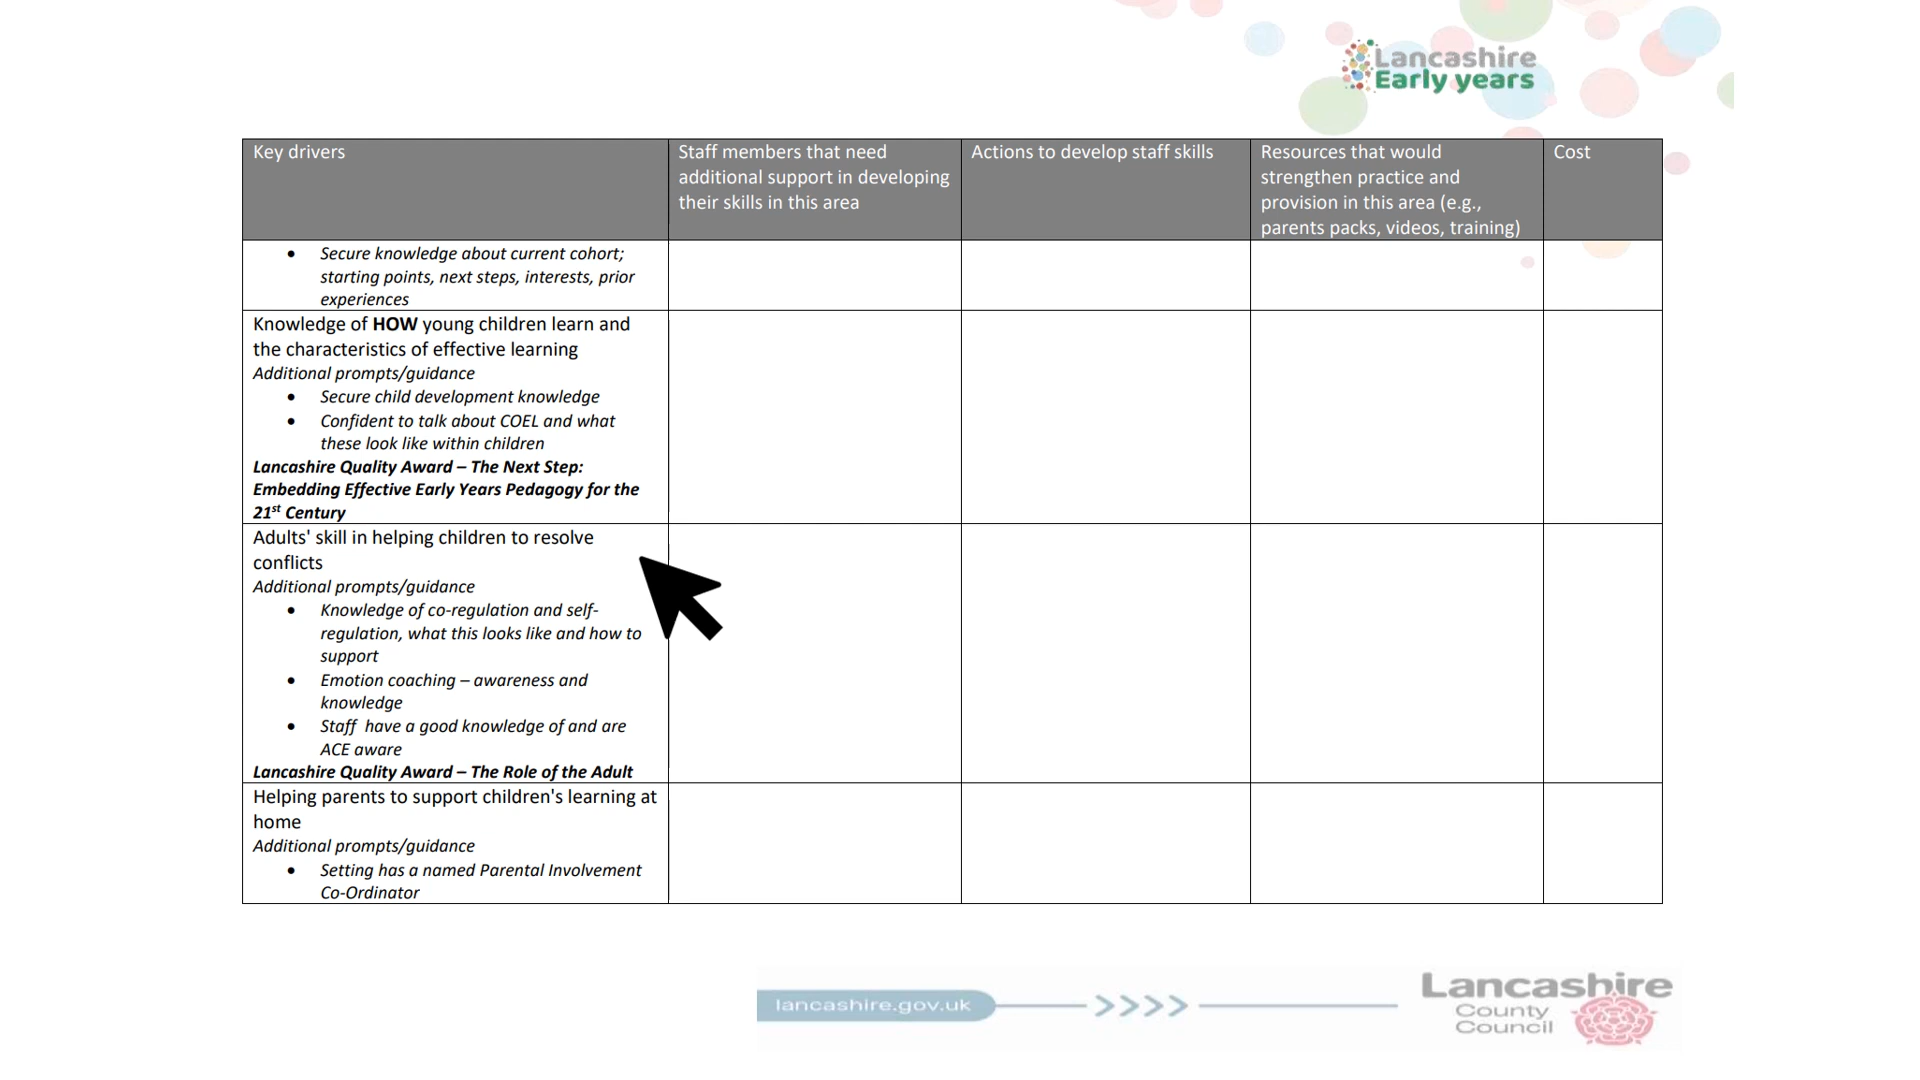 Lancashire
Early years
Key drivers
Staff members that need
additional support in developing
their skills in this area
Actions to develop staff skills
Resources that would
strengthen practice and
provision in this area (e.g.,
parents packs, videos, training)
Cost
• Secure knowledge about current cohort;
starting points, next steps, interests, prior
experiences
Knowledge of HOW young children learn and
the characteristics of effective learning
Additional prompts/guidance
• Secure child development knowledge
• Confident to talk about COEL and what
these look like within children
Lancashire Quality Award – The Next Step:
Embedding Effective Early Years Pedagogy for the
21st Century
Adults' skill in helping children to resolve
conflicts
Additional prompts/guidance
• Knowledge of co-regulation and self-
regulation, what this looks like and how to
support
• Emotion coaching – awareness and
knowledge
• Staff  have a good knowledge of and are
ACE aware
Lancashire Quality Award – The Role of the Adult
Helping parents to support children's learning at
home
Additional prompts/guidance
• Setting has a named Parental Involvement
Co-Ordinator
lancashire.gov.uk
Lancashire
County
Council